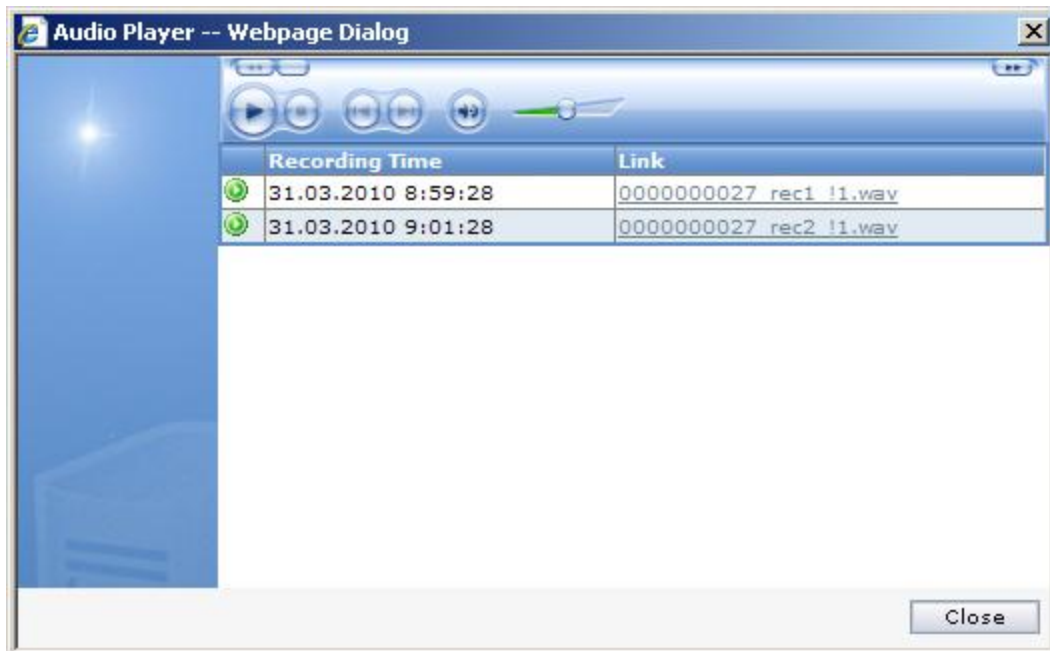 Audio Player -- Webpage Dialog
Recording Time Link
31.03.2010 8:59:28 0000000027_rec1_!1.wav
31.03.2010 9:01:28 0000000027_rec2_!1.wav
Close